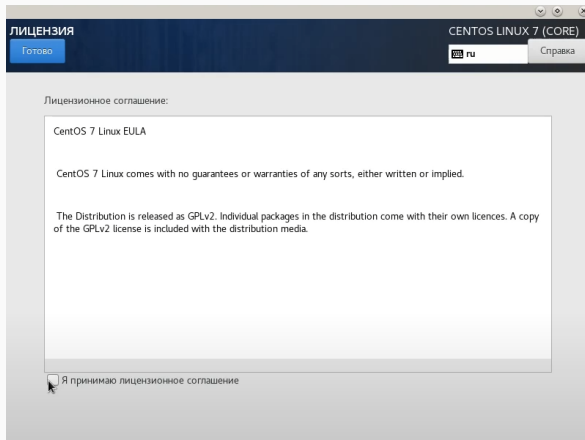 ЛИЦЕНЗИЯ
CENTOS LINUX 7 (CORE)
Готово
ru
Справка
Лицензионное соглашение:
CentOS 7 Linux EULA
CentOS 7 Linux comes with no guarantees or warranties of any sorts, either written or implied.
The Distribution is released as GPLv2. Individual packages in the distribution come with their own licences. A copy
of the GPLv2 license is included with the distribution media.
Я принимаю лицензионное соглашение